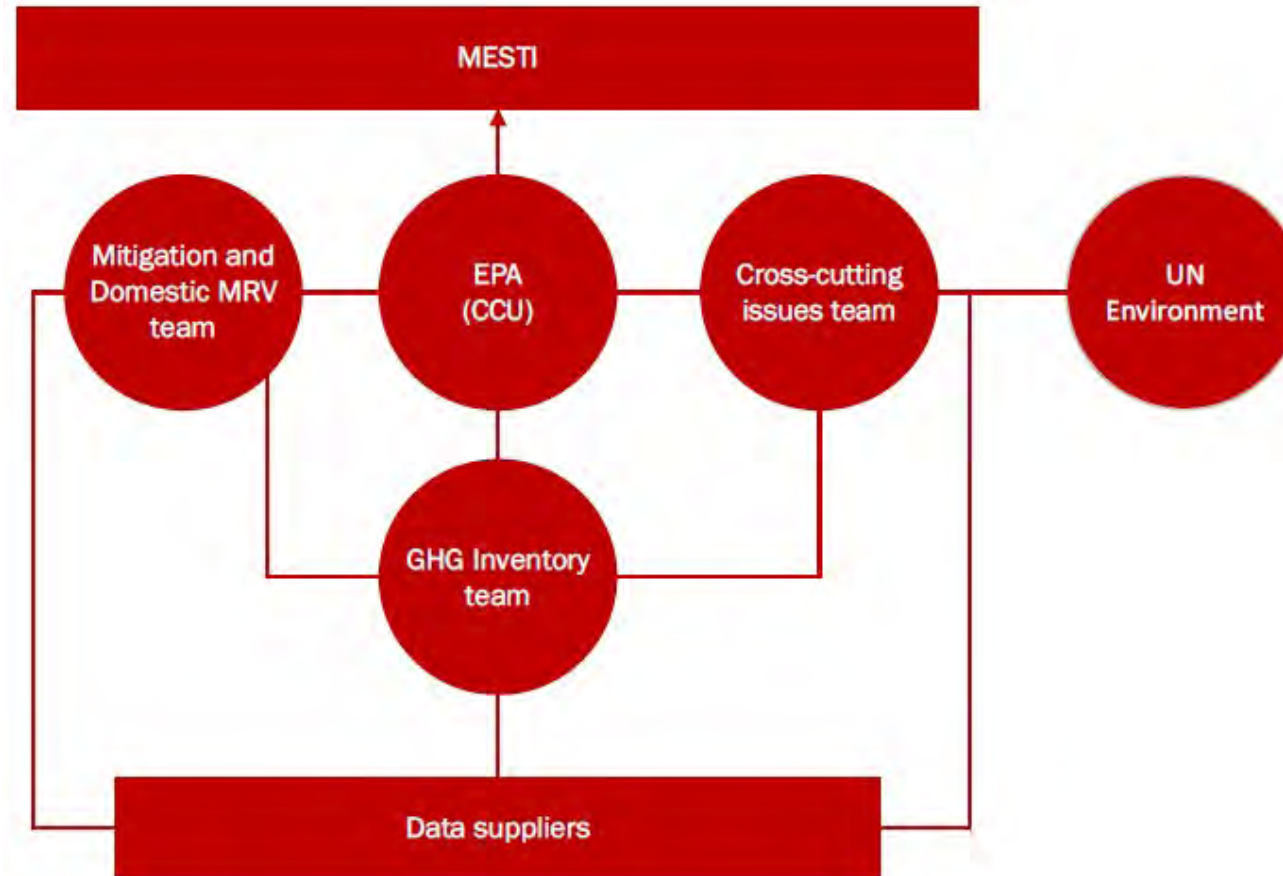 MESTI
Mitigation and
Domestic MRV
team
EPA
(CCU)
Cross-cutting
issues team
UN
Environment
GHG Inventory
team
Data suppliers